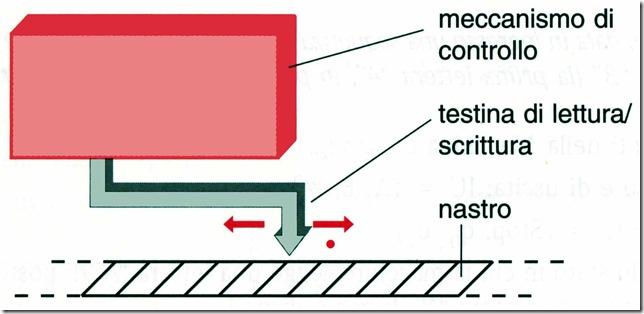 meccanismo di
controllo
testina di lettura/
scrittura
nastro